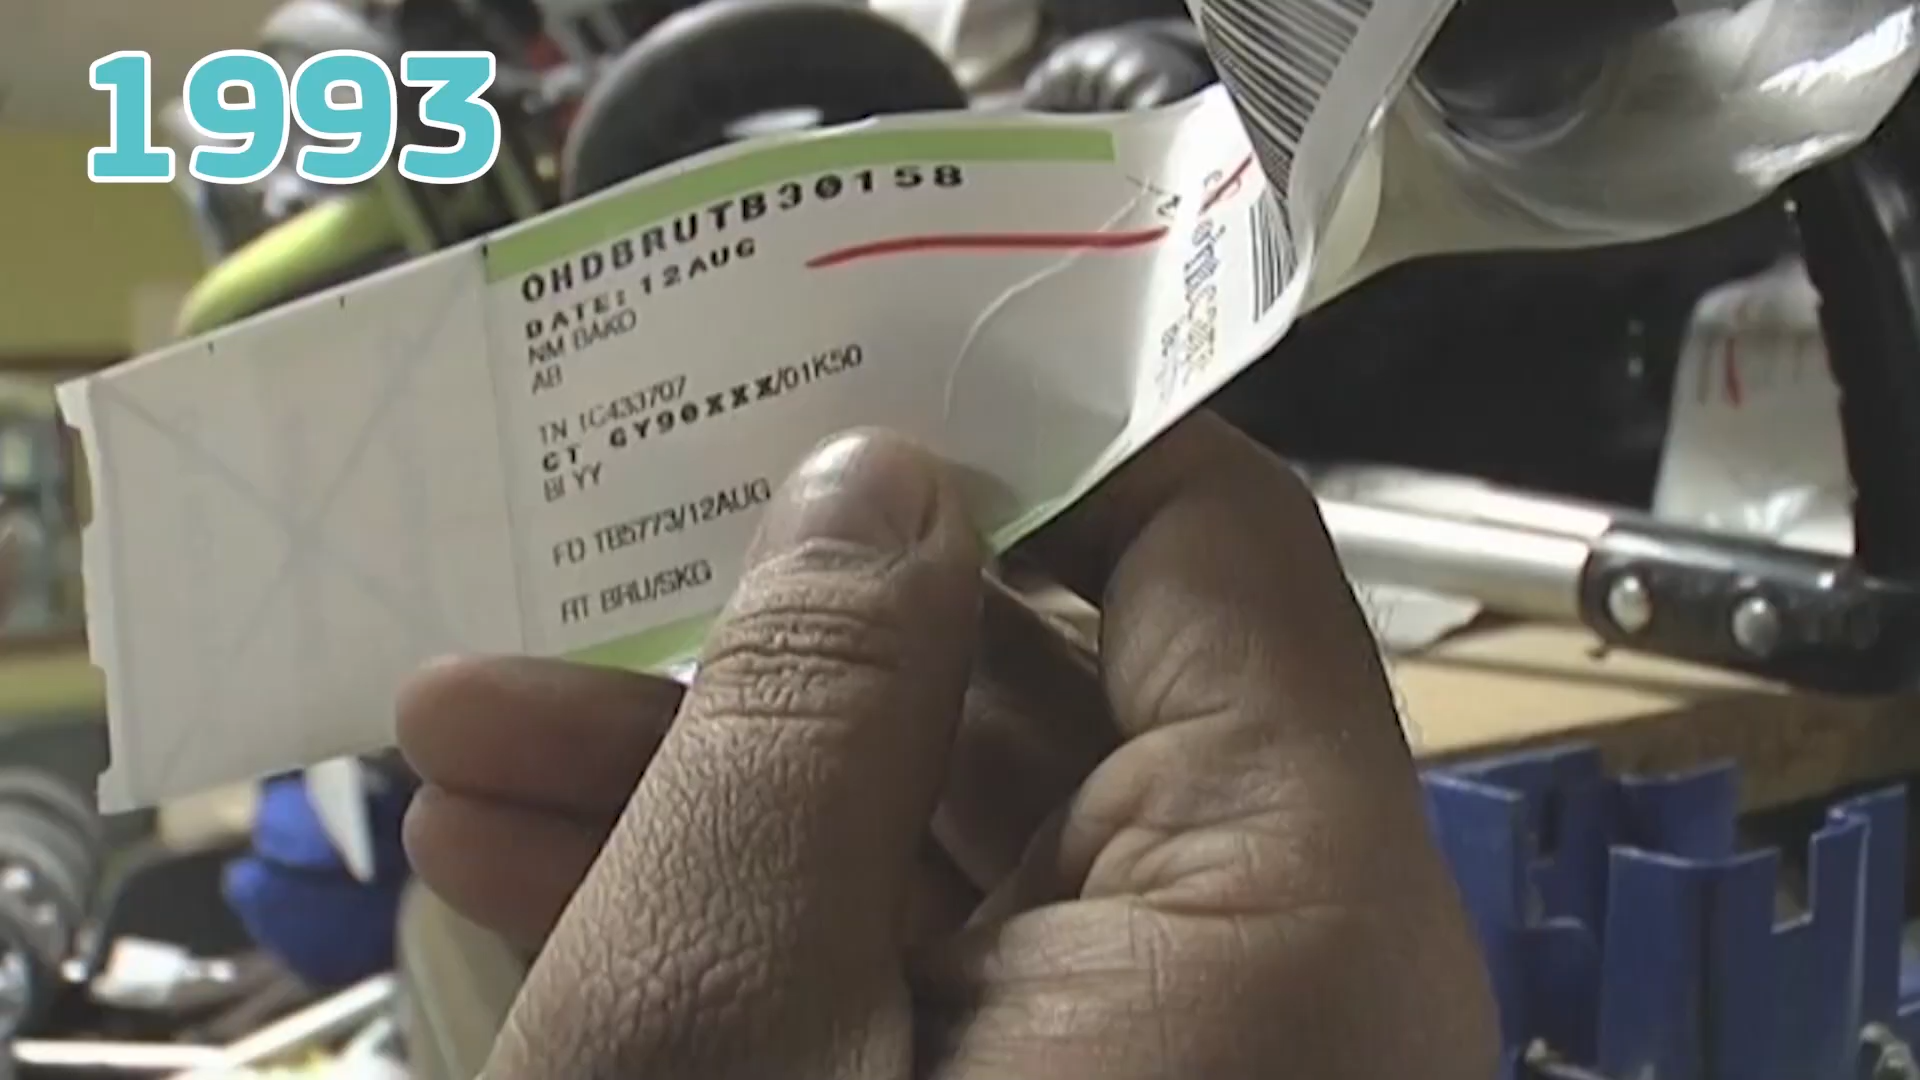 1993
OHDBRUTB30158
DATE: 12AUG
NM BAKO
AB
TN TC433707
CT GY90XXX/01K50
BI YY
FD TB5773/12AUG
RT BRU/SKG